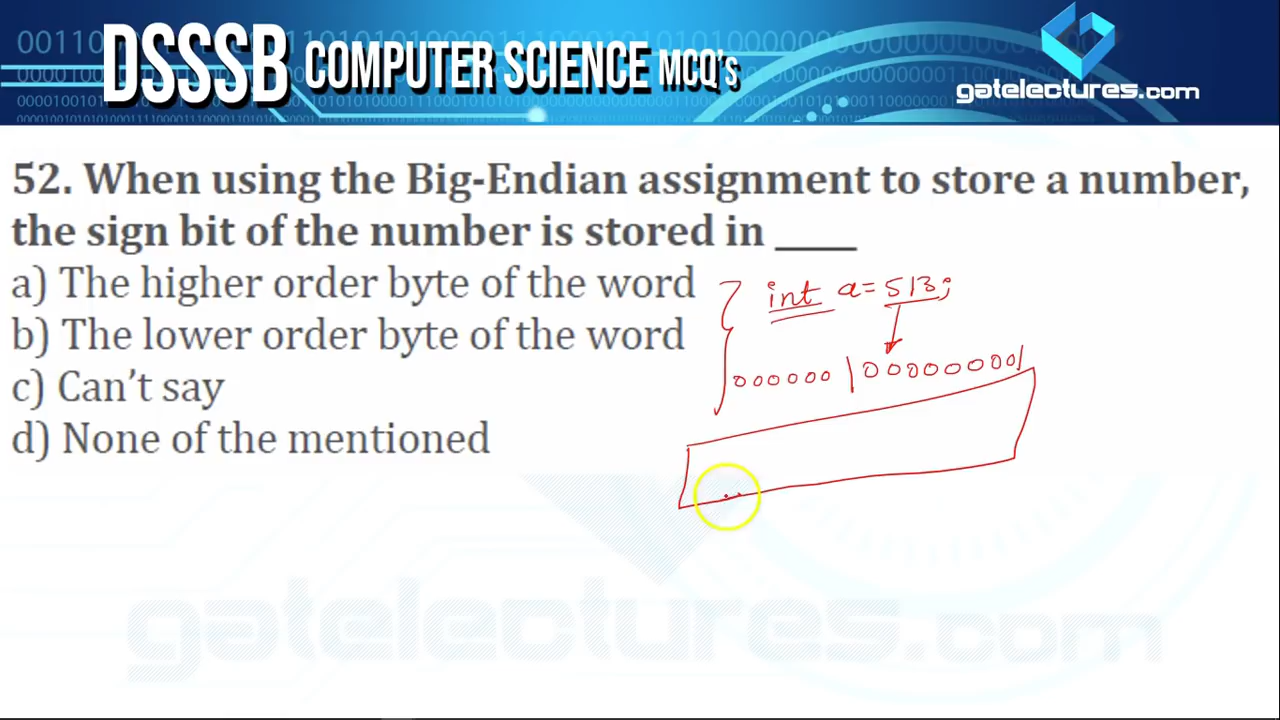 DSSSB COMPUTER SCIENCE MCQ's
gatelectures.com
52. When using the Big-Endian assignment to store a number,
the sign bit of the number is stored in ____
a) The higher order byte of the word
b) The lower order byte of the word
c) Can't say
d) None of the mentioned
int a = 513;
000000 | 000000001
gatelectures.com